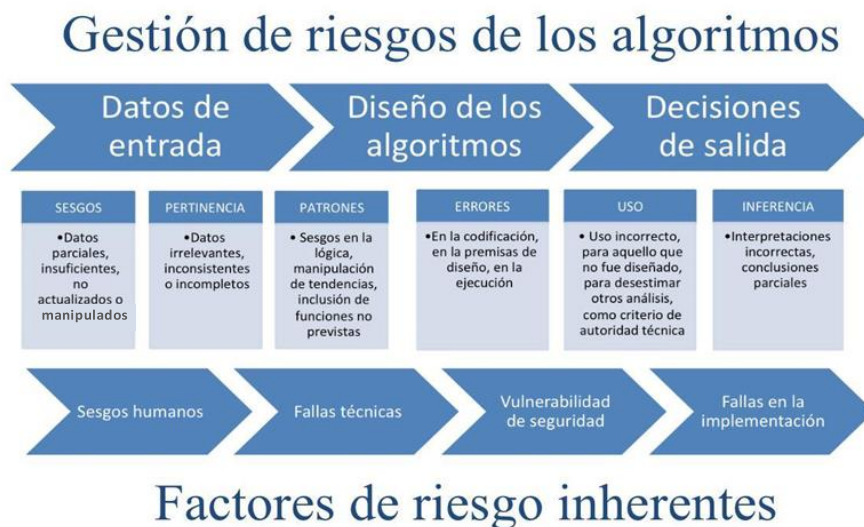 Gestión de riesgos de los algoritmos
Datos de
entrada
Diseño de los
algoritmos
Decisiones
de salida
SESGOS
•Datos
parciales,
insuficientes,
no
actualizados o
manipulados
PERTINENCIA
•Datos
irrelevantes,
inconsistentes
o incompletos
PATRONES
• Sesgos en la
lógica,
manipulación
de tendencias,
inclusión de
funciones no
previstas
ERRORES
•En la codificación,
en la premisas de
diseño, en la
ejecución
USO
• Uso incorrecto,
para aquello que
no fue diseñado,
para desestimar
otros análisis,
como criterio de
autoridad técnica
INFERENCIA
•Interpretaciones
incorrectas,
conclusiones
parciales
Sesgos humanos
Fallas técnicas
Vulnerabilidad
de seguridad
Fallas en la
implementación
Factores de riesgo inherentes